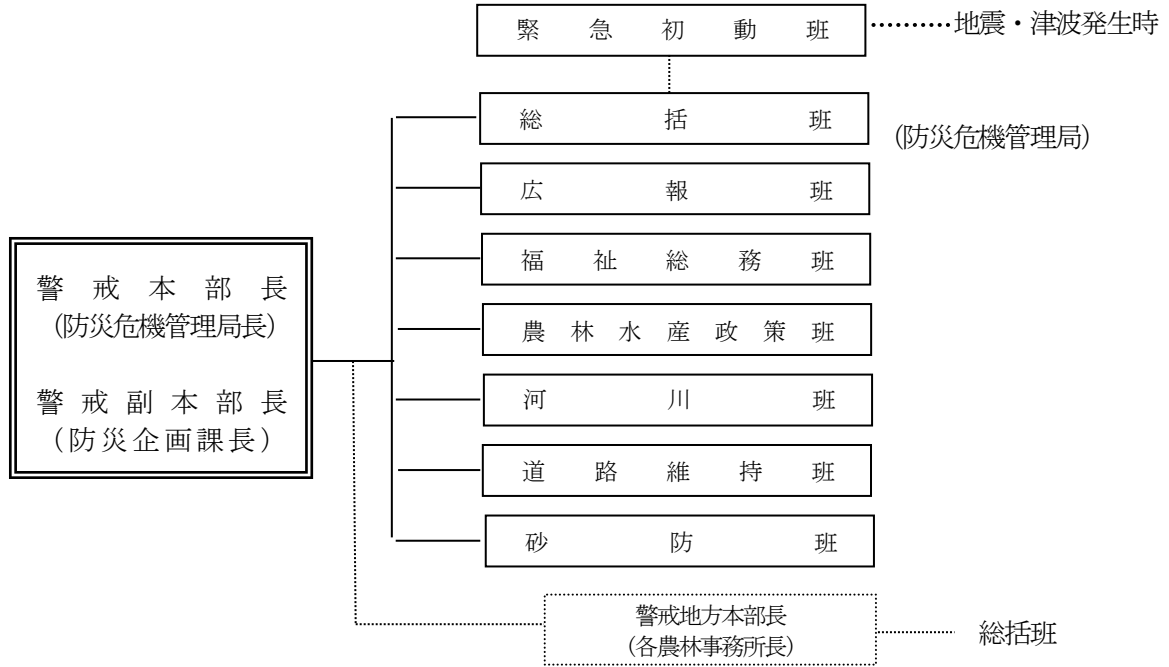 緊急初動班
地震・津波発生時
総括班
(防災危機管理局)
広報班
福祉総務班
警戒本部長
(防災危機管理局長)
農林水産政策班
警戒副本部長
(防災企画課長)
河川班
道路維持班
砂防班
警戒地方本部長
(各農林事務所長)
総括班